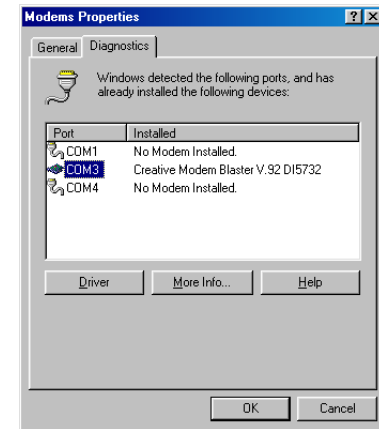 Modems Properties
General Diagnostics
Windows detected the following ports, and has
already installed the following devices:
Port Installed
COM1 No Modem Installed.
COM3 Creative Modem Blaster V.92 DI5732
COM4 No Modem Installed.
Driver More Info... Help
OK Cancel